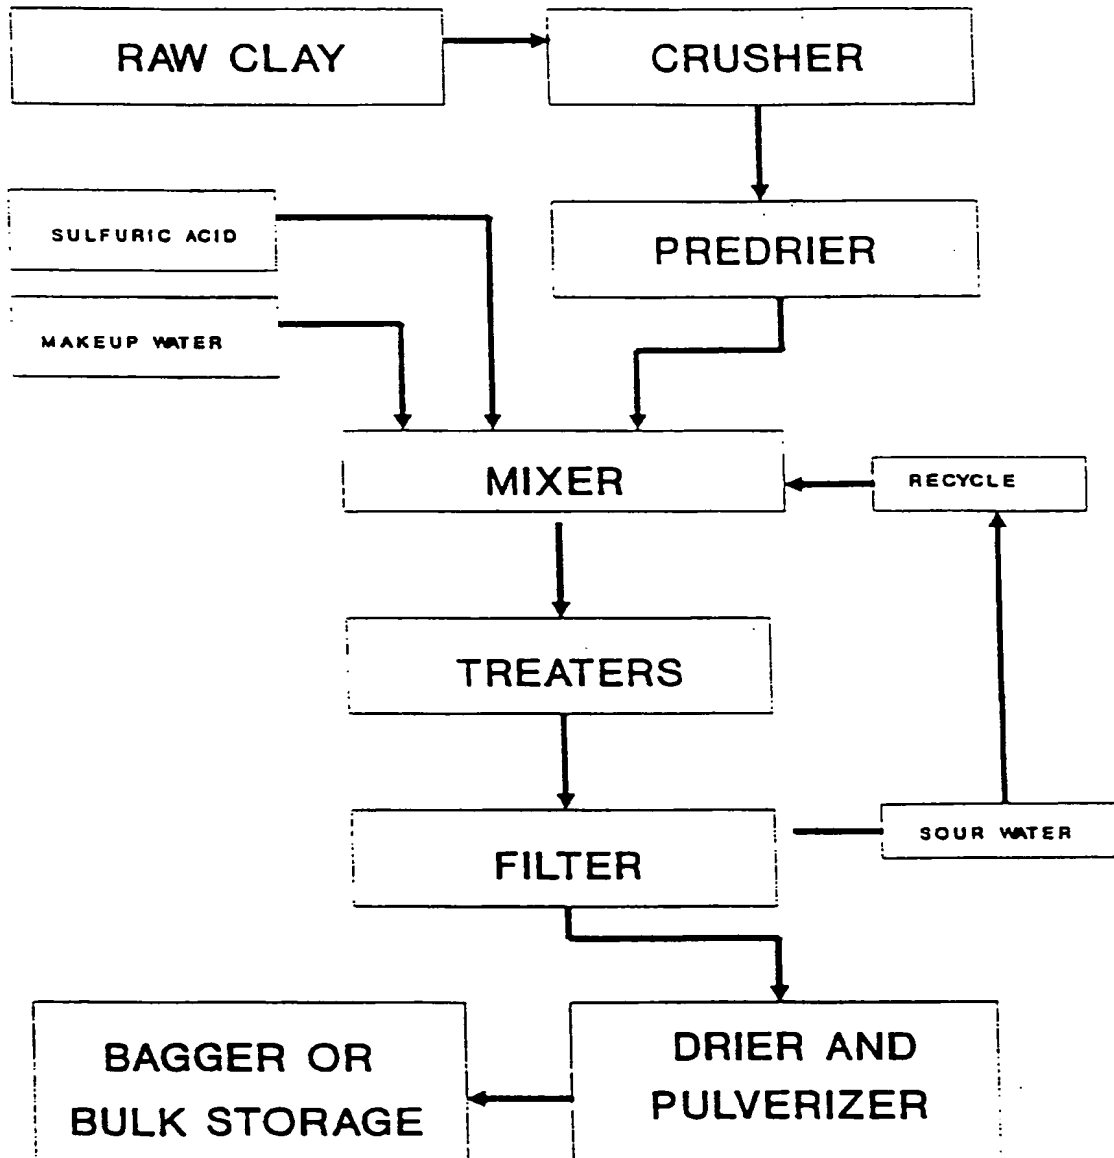 RAW CLAY
CRUSHER
SULFURIC ACID
PREDRIER
MAKEUP WATER
MIXER
RECYCLE
TREATERS
SOUR WATER
FILTER
BAGGER OR
BULK STORAGE
DRIER AND
PULVERIZER